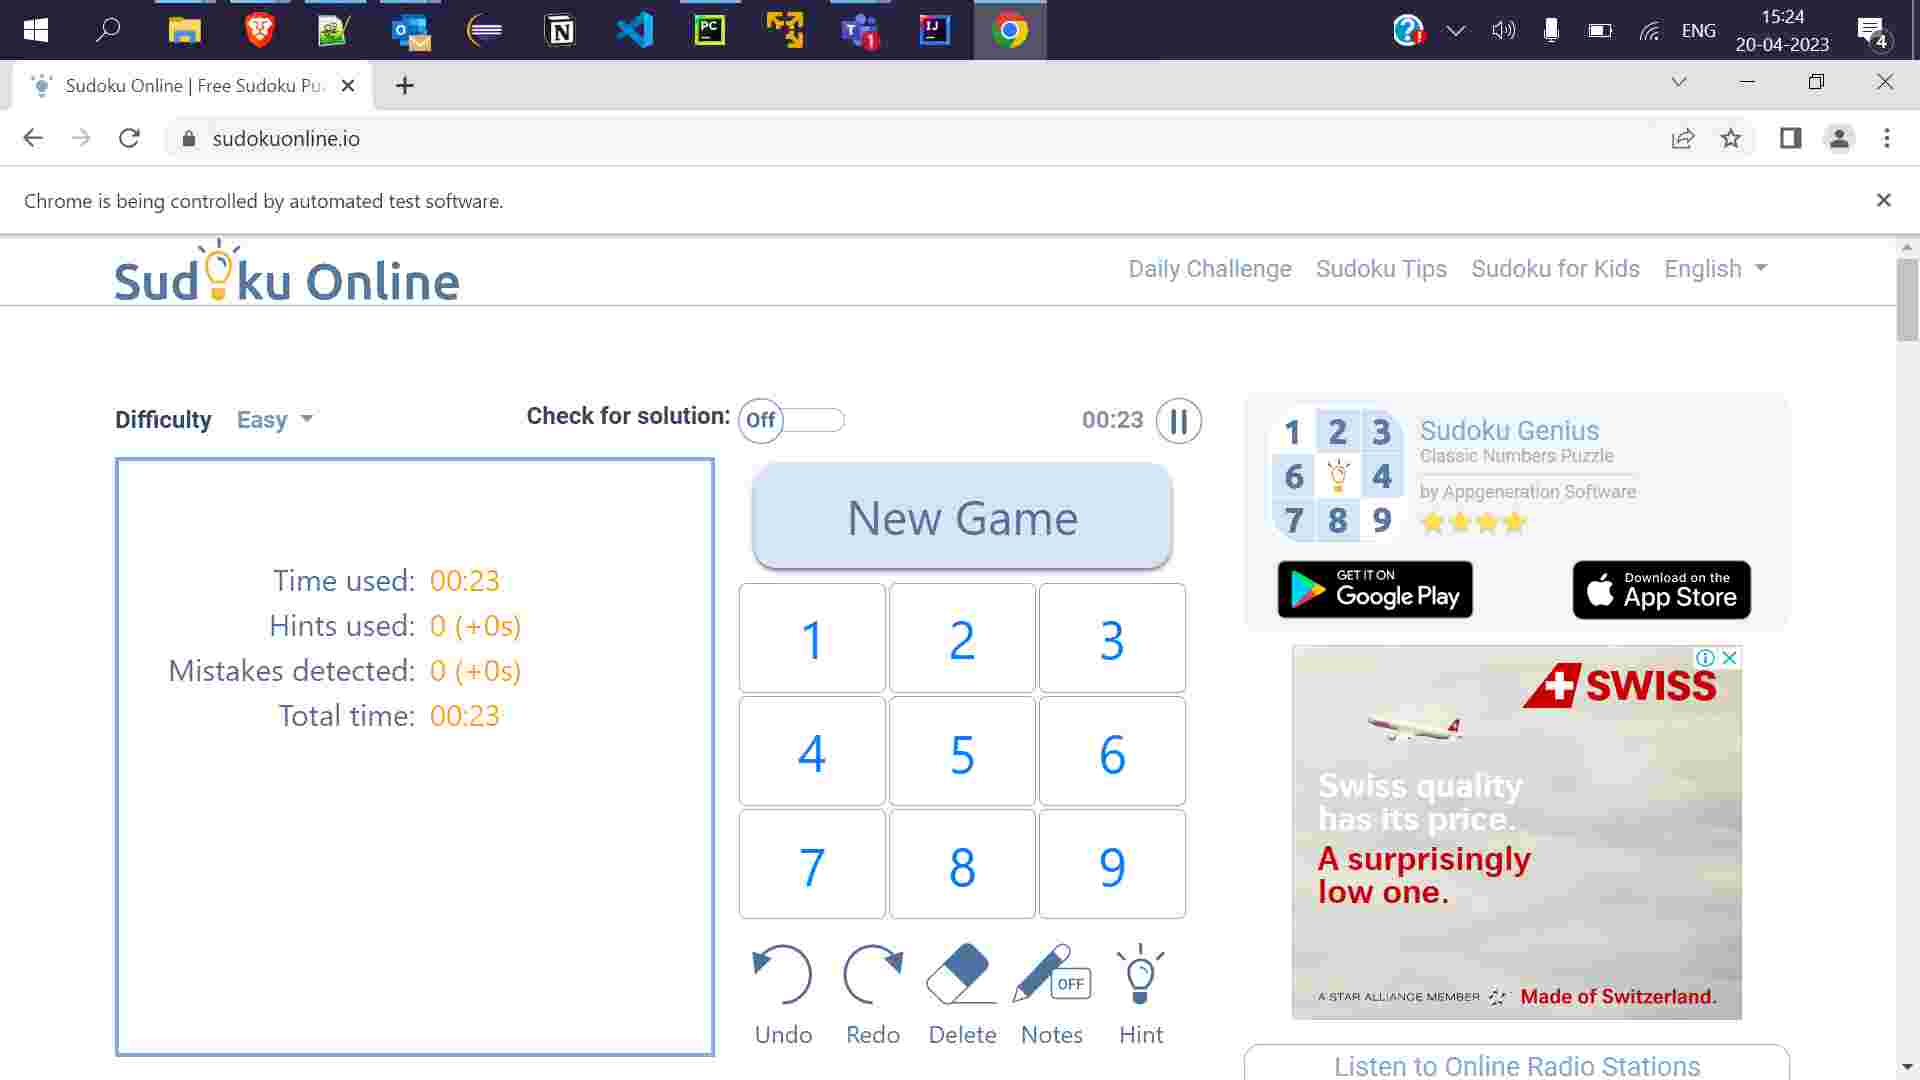 PC
T 1
IJ
ENG
15:24
20-04-2023
4
Sudoku Online | Free Sudoku Pu
sudokuonline.io
Chrome is being controlled by automated test software.
Sudoku Online
Daily Challenge
Sudoku Tips
Sudoku for Kids
English
Difficulty
Easy
Check for solution:
Off
00:23
Time used: 00:23
Hints used: 0 (+0s)
Mistakes detected: 0 (+0s)
Total time: 00:23
New Game
1 2 3
4 5 6
7 8 9
OFF
Undo
Redo
Delete
Notes
Hint
1 2 3
6 4
7 8 9
Sudoku Genius
Classic Numbers Puzzle
by Appgeneration Software
GET IT ON
Google Play
Download on the
App Store
SWISS
Swiss quality
has its price.
A surprisingly
low one.
A STAR ALLIANCE MEMBER
Made of Switzerland.
Listen to Online Radio Stations